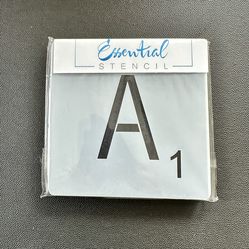 Essential
STENCIL
A
1